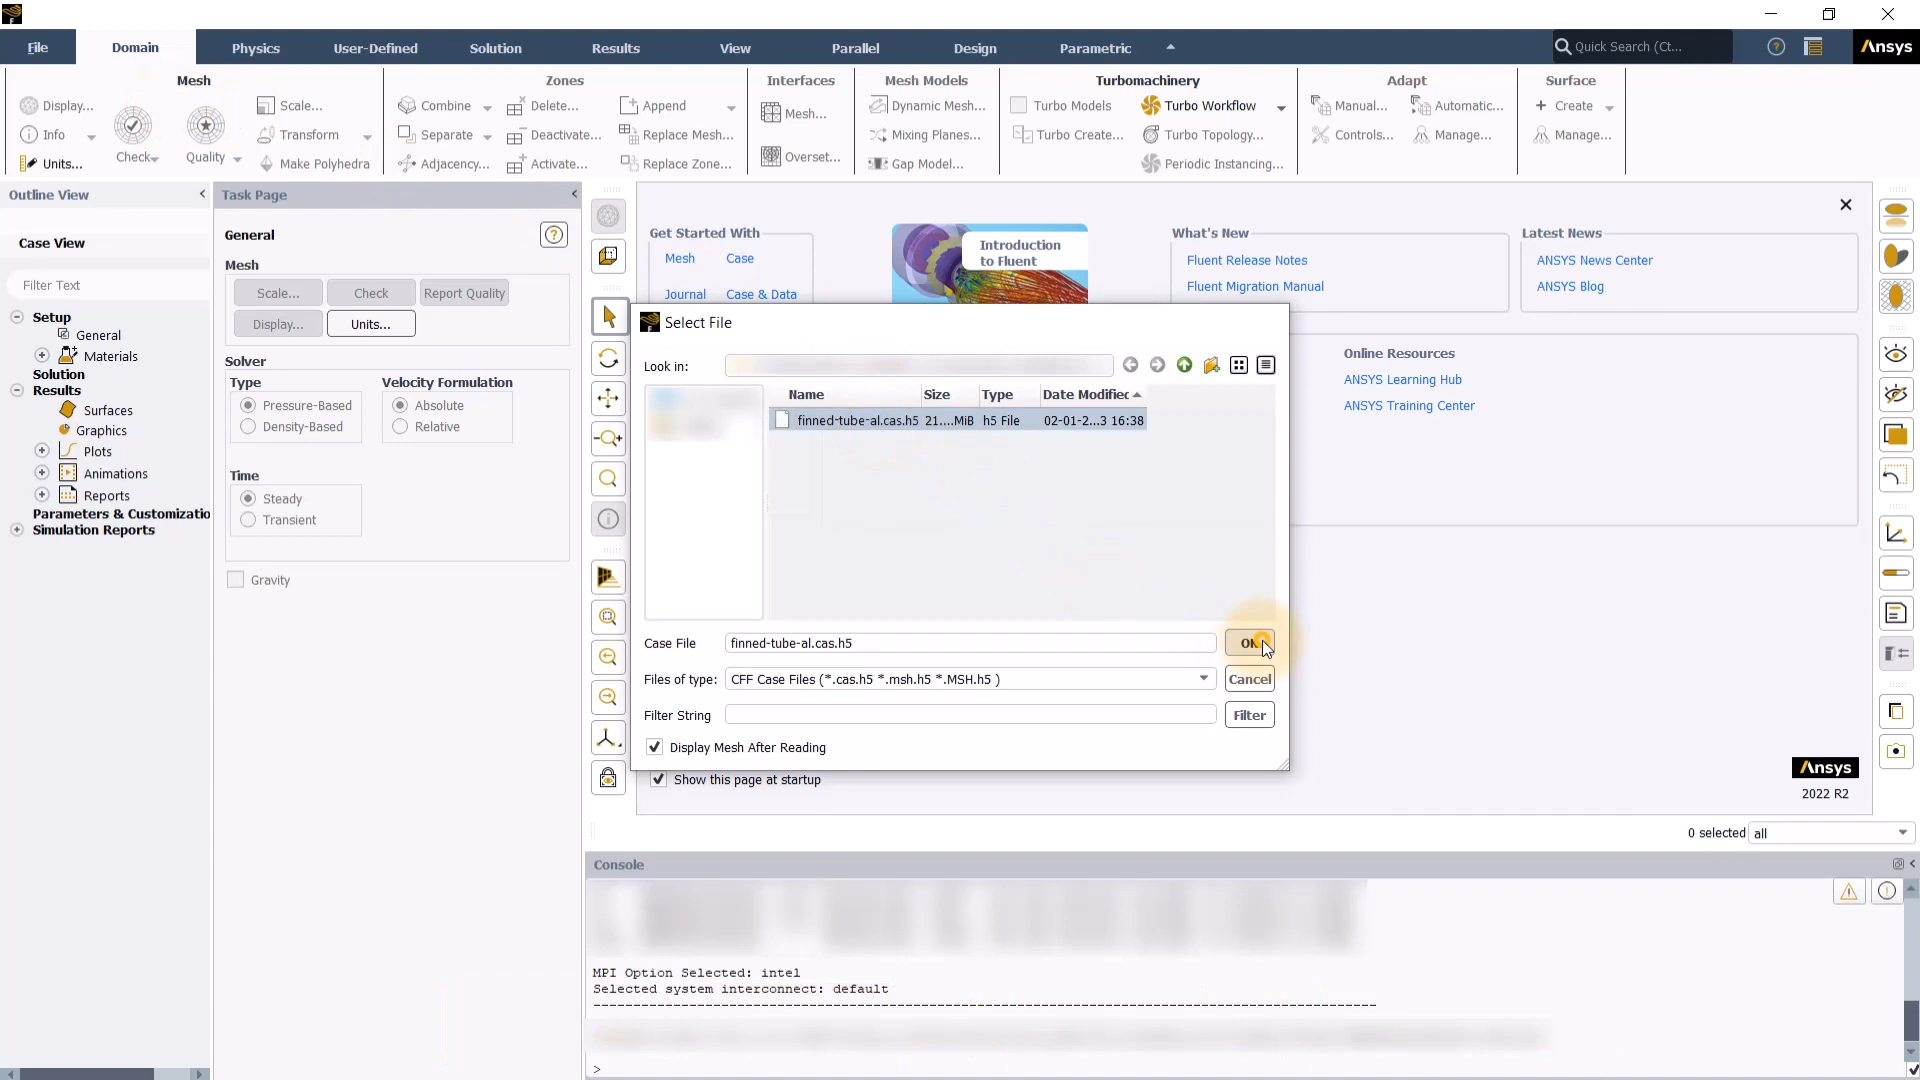 File
Domain
Physics
User-Defined
Solution
Results
View
Parallel
Design
Parametric
Quick Search (Ct...
Ansys
Mesh
Display...
Info
Units...
Check
Quality
Scale...
Transform
Make Polyhedra
Zones
Combine
Separate
Adjacency...
Delete...
Deactivate...
Activate...
Append
Replace Mesh...
Replace Zone...
Interfaces
Mesh...
Overset...
Mesh Models
Dynamic Mesh...
Mixing Planes...
Gap Model...
Turbomachinery
Turbo Models
Turbo Create...
Turbo Workflow
Turbo Topology...
Periodic Instancing...
Adapt
Manual...
Controls...
Automatic...
Manage...
Surface
Create
Manage...
Outline View
Case View
Filter Text
Setup
General
Materials
Solution
Results
Surfaces
Graphics
Plots
Animations
Reports
Parameters & Customizatio
Simulation Reports
Task Page
General
Mesh
Scale...
Check
Report Quality
Display...
Units...
Solver
Type
Pressure-Based
Density-Based
Velocity Formulation
Absolute
Relative
Time
Steady
Transient
Gravity
Get Started With
Mesh
Case
Journal
Case & Data
Introduction
to Fluent
What's New
Fluent Release Notes
Fluent Migration Manual
Latest News
ANSYS News Center
ANSYS Blog
Online Resources
ANSYS Learning Hub
ANSYS Training Center
Select File
Look in:
Name
Size
Type
Date Modified
finned-tube-al.cas.h5 21....MiB h5 File 02-01-2...3 16:38
Case File
finned-tube-al.cas.h5
OK
Files of type:
CFF Case Files (*.cas.h5 *.msh.h5 *.MSH.h5 )
Cancel
Filter String
Filter
Display Mesh After Reading
Show this page at startup
Ansys
2022 R2
0 selected
all
Console
MPI Option Selected: intel
Selected system interconnect: default
--------------------------------------------------------------------------------------------------
>